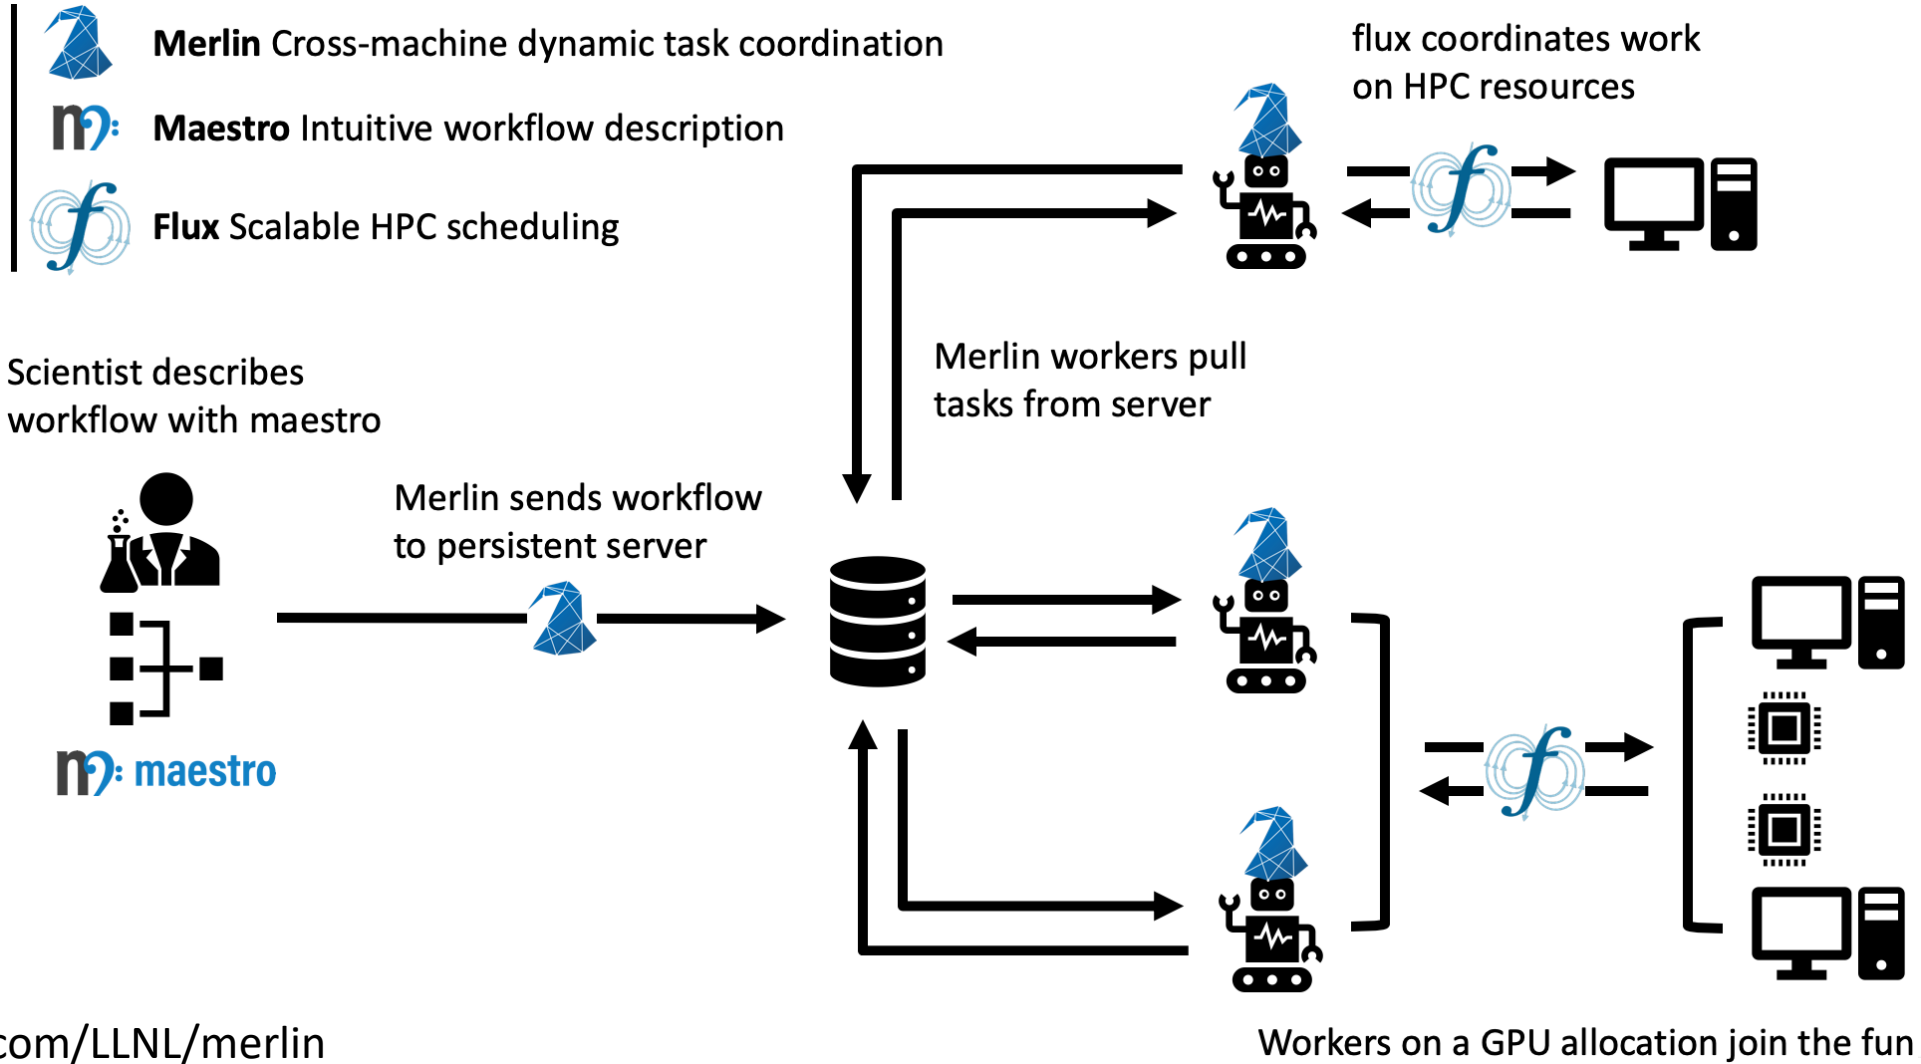 Merlin Cross-machine dynamic task coordination
Maestro Intuitive workflow description
Flux Scalable HPC scheduling
flux coordinates work
on HPC resources
Scientist describes
workflow with maestro
Merlin workers pull
tasks from server
Merlin sends workflow
to persistent server
maestro
com/LLNL/merlin
Workers on a GPU allocation join the fun